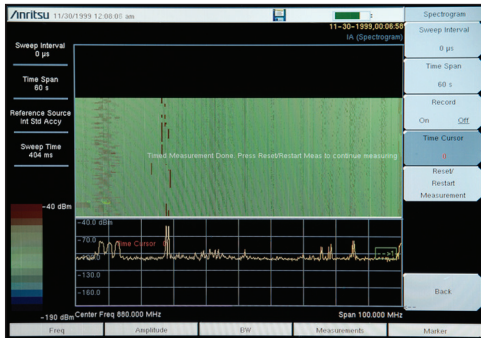 Anritsu 11/30/1999 12:00:06 am
11-30-1999,00:06:58
IA (Spectrogram)
Sweep Interval
0 µs
Time Span
60 s
Reference Source
Int Std Accy
Sweep Time
404 ms
-40 dBm
-190 dBm
Timed Measurement Done: Press Reset/Restart Meas to continue measuring
-40.0 dBm
-70.0
Time Cursor
-130.0
-160.0
Center Freq 880.000 MHz
Span 100.000 MHz
Spectrogram
Sweep Interval
0 µs
Time Span
60 s
Record
On Off
Time Cursor
0
Reset/
Restart
Measurement
Back
Freq
Amplitude
BW
Measurements
Marker